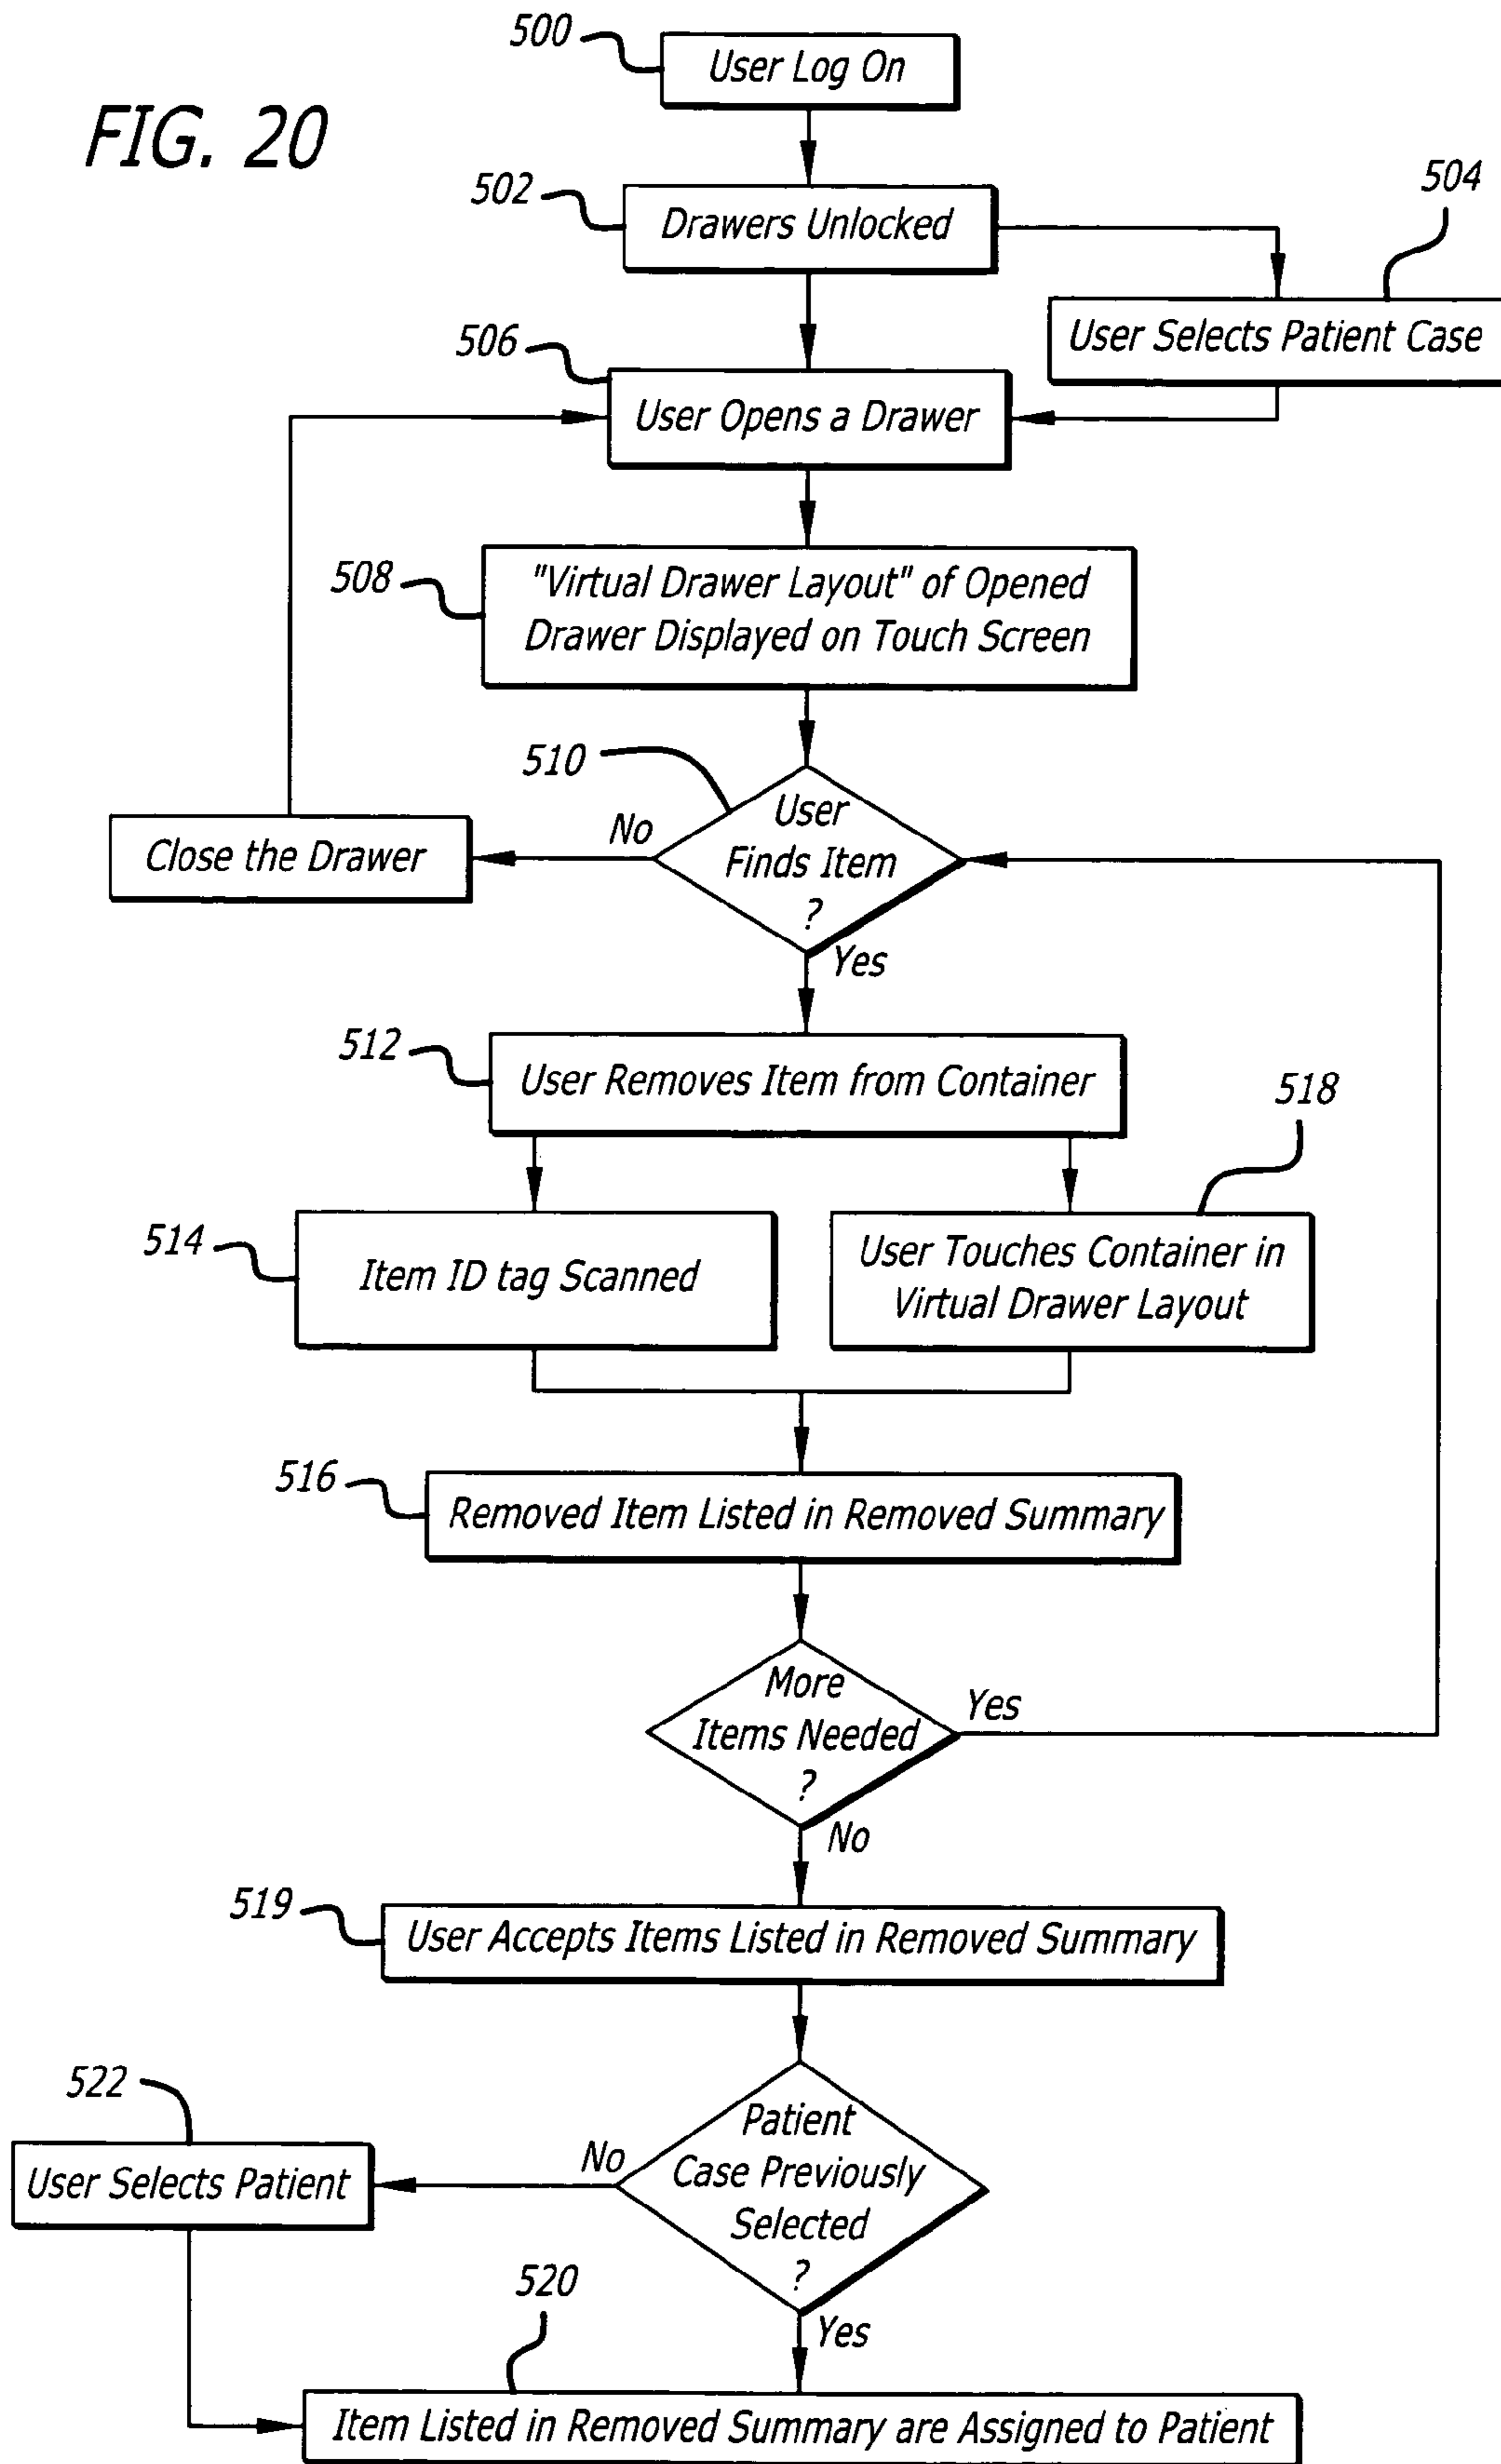 500
User Log On
FIG. 20
502
Drawers Unlocked
504
User Selects Patient Case
506
User Opens a Drawer
508
"Virtual Drawer Layout" of Opened
Drawer Displayed on Touch Screen
510
User
Finds Item
?
No
Close the Drawer
Yes
512
User Removes Item from Container
518
514
Item ID tag Scanned
User Touches Container in
Virtual Drawer Layout
516
Removed Item Listed in Removed Summary
More
Items Needed
?
Yes
No
519
User Accepts Items Listed in Removed Summary
522
Patient
Case Previously
Selected
?
No
User Selects Patient
520
Yes
Item Listed in Removed Summary are Assigned to Patient